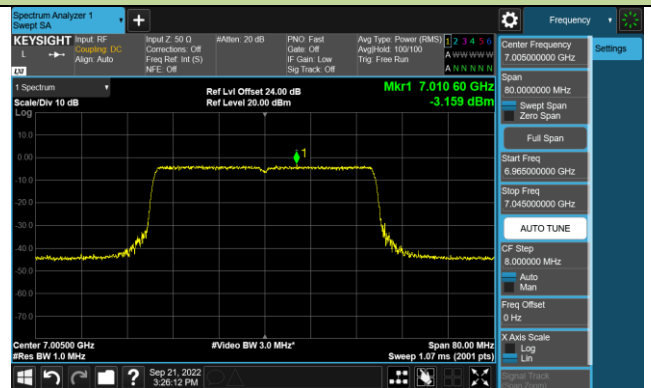 Spectrum Analyzer 1
Swept SA
Frequency
KEYSIGHT
L
LXI
Input: RF
Coupling: DC
Align: Auto
Input Z: 50 Ω
Corrections: Off
Freq Ref: Int (S)
NFE: Off
#Atten: 20 dB
PNO: Fast
Gate: Off
IF Gain: Low
Sig Track: Off
Avg Type: Power (RMS)
Avg|Hold: 100/100
Trig: Free Run
1 2 3 4 5 6
A W W W W W
A N N N N N
1 Spectrum
Scale/Div 10 dB
Log
Ref Lvl Offset 24.00 dB
Ref Level 20.00 dBm
Mkr1 7.010 60 GHz
-3.159 dBm
10.0
0.00
-10.0
-20.0
-30.0
-40.0
-50.0
-60.0
-70.0
1
Center 7.00500 GHz
#Res BW 1.0 MHz
#Video BW 3.0 MHz*
Span 80.00 MHz
Sweep 1.07 ms (2001 pts)
Center Frequency
7.005000000 GHz
Settings
Span
80.0000000 MHz
Swept Span
Zero Span
Full Span
Start Freq
6.965000000 GHz
Stop Freq
7.045000000 GHz
AUTO TUNE
CF Step
8.000000 MHz
Auto
Man
Freq Offset
0 Hz
X Axis Scale
Log
Lin
Signal Track
(Span Zoom)
?
Sep 21, 2022
3:26:12 PM